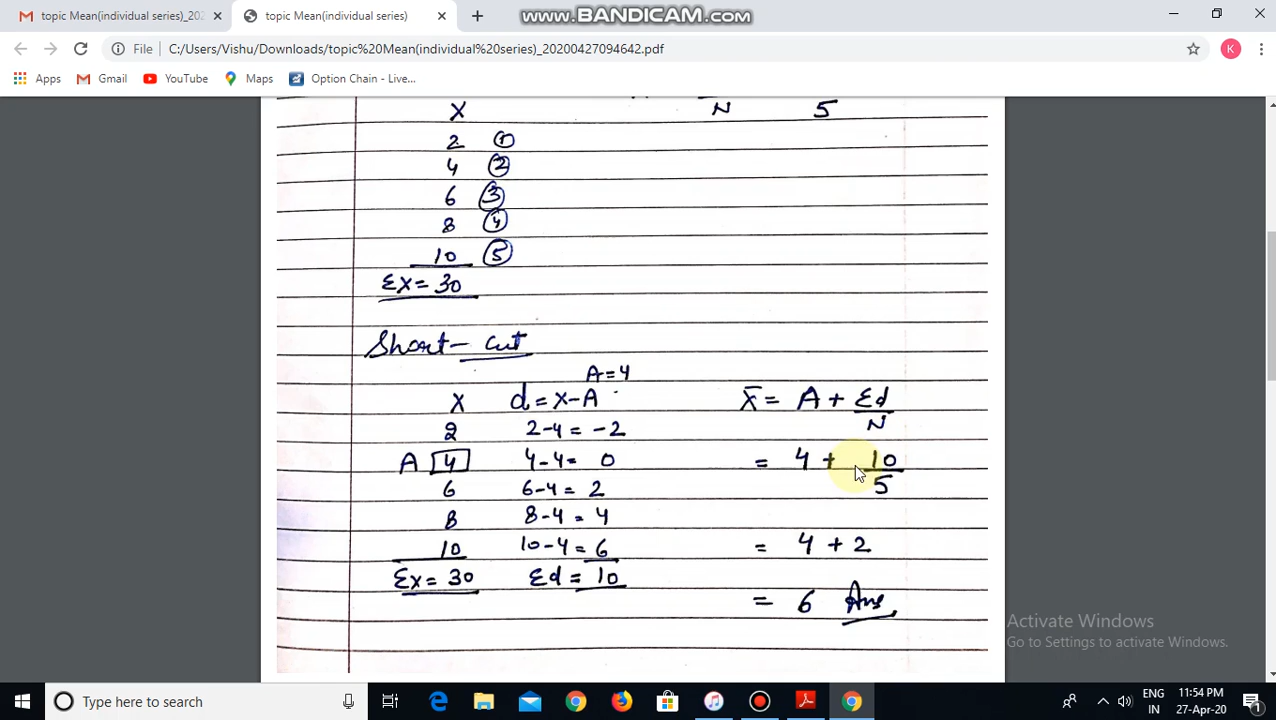 topic Mean(individual series)_202
topic Mean(individual series)
www.BANDICAM.com
File
C:/Users/Vishu/Downloads/topic%20Mean(individual%20series)_20200427094642.pdf
K
Apps
Gmail
YouTube
Maps
Option Chain - Live...
X N 5
2 ①
4 ②
6 ③
8 ④
10 ⑤
Σx = 30
Short- Cut
A = 4
X d = X-A X̄ = A + Σd/N
2 2-4 = -2
A 4 4-4 = 0 = 4 + 10/5
6 6-4 = 2
8 8-4 = 4
10 10-4 = 6 = 4 + 2
Σx = 30 Σd = 10
= 6 Ans
Activate Windows
Go to Settings to activate Windows.
Type here to search
ENG
IN
11:54 PM
27-Apr-20
1